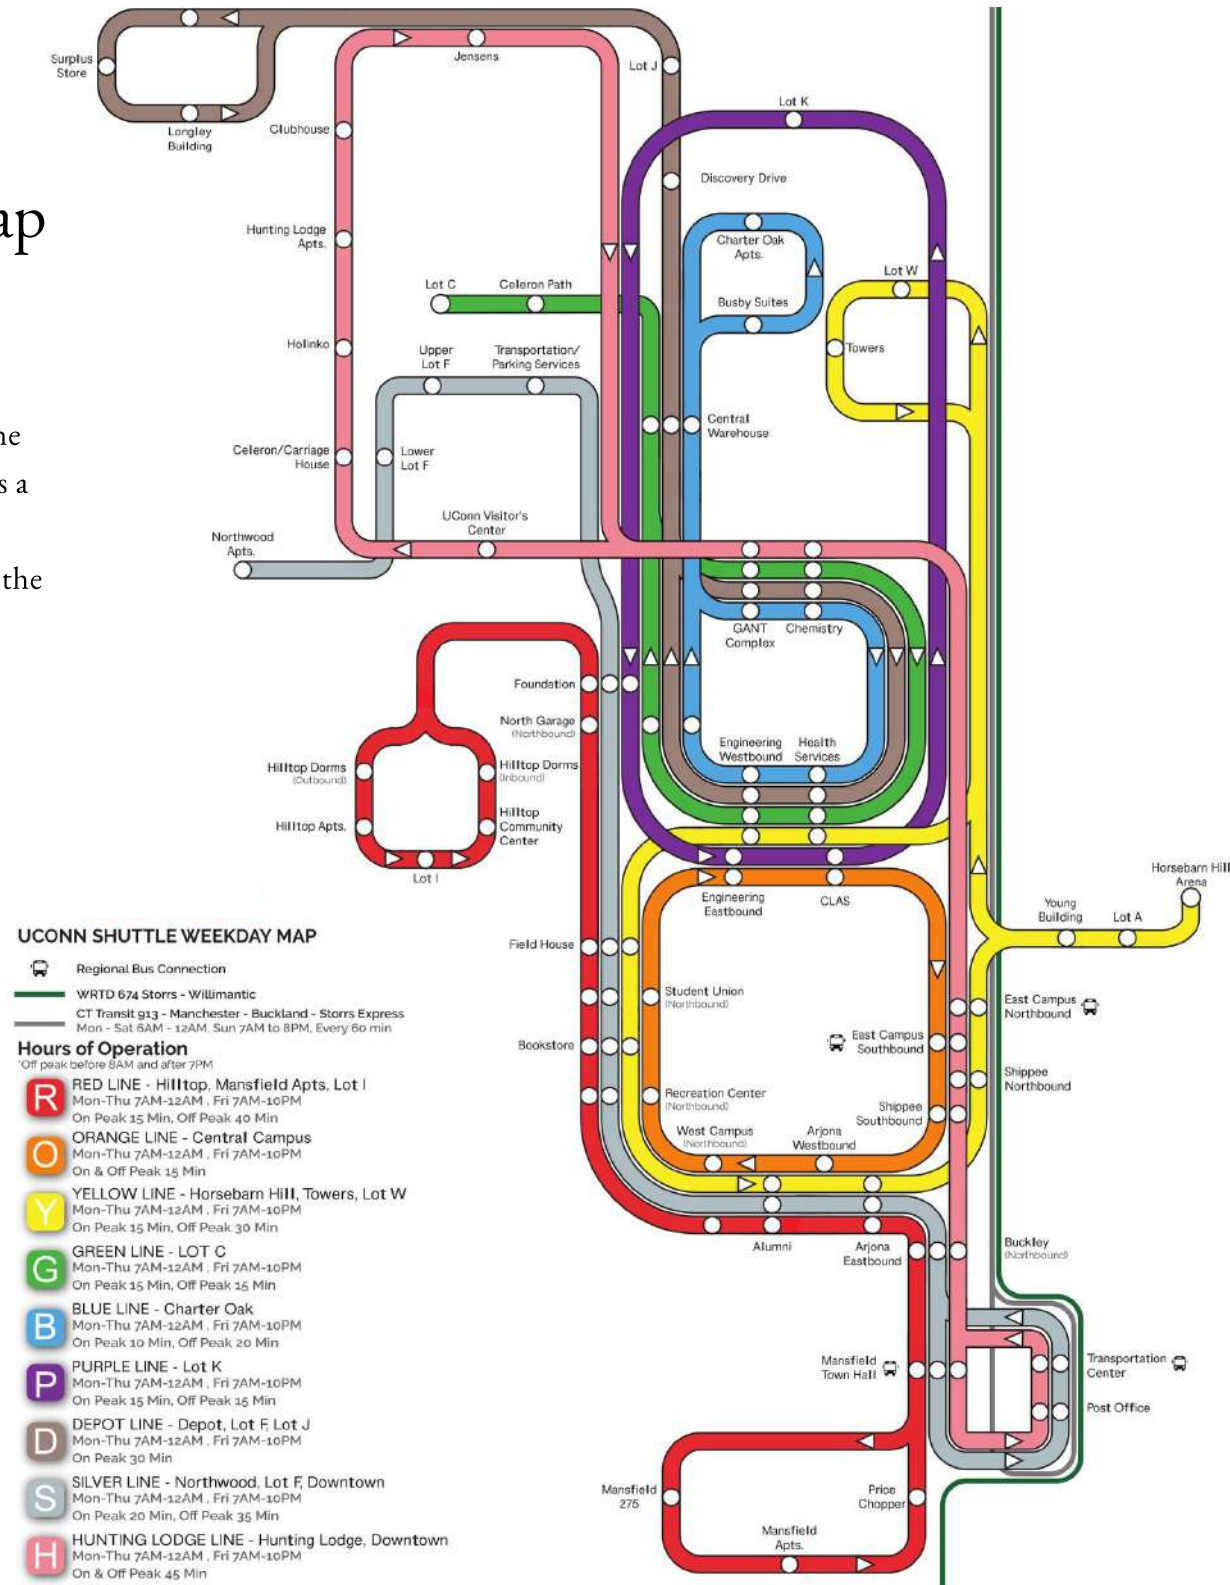 ap
ne
s a
the
Surplus
Store
Longley
Building
Jensens
Lot J
Lot K
Clubhouse
Discovery Drive
Hunting Lodge
Apts.
Charter Oak
Apts.
Lot C
Celeron Path
Busby Suites
Lot W
Holinko
Upper
Lot F
Transportation/
Parking Services
Towers
Central
Warehouse
Celeron/Carriage
House
Lower
Lot F
UConn Visitor's
Center
Northwood
Apts.
GANT
Complex
Chemistry
Foundation
North Garage
(Northbound)
Engineering
Westbound
Health
Services
Hilltop Dorms
(Outbound)
Hilltop Dorms
(Inbound)
Hilltop Apts.
Hilltop
Community
Center
Lot I
Engineering
Eastbound
CLAS
Horsebarn Hill
Arena
Young
Building
Lot A
Field House
Student Union
(Northbound)
East Campus
Northbound
Bookstore
East Campus
Southbound
Shippee
Northbound
Recreation Center
(Northbound)
Shippee
Southbound
West Campus
(Northbound)
Arjona
Westbound
Alumni
Arjona
Eastbound
Buckley
(Northbound)
Mansfield
Town Hall
Transportation
Center
Post Office
Mansfield
275
Price
Chopper
Mansfield
Apts.
UCONN SHUTTLE WEEKDAY MAP
Regional Bus Connection
WRTD 674 Storrs - Willimantic
CT Transit 913 - Manchester - Buckland - Storrs Express
Mon - Sat 6AM - 12AM. Sun 7AM to 8PM, Every 60 min
Hours of Operation
*Off peak before 8AM and after 7PM
R
RED LINE - Hilltop, Mansfield Apts, Lot I
Mon-Thu 7AM-12AM , Fri 7AM-10PM
On Peak 15 Min, Off Peak 40 Min
O
ORANGE LINE - Central Campus
Mon-Thu 7AM-12AM , Fri 7AM-10PM
On & Off Peak 15 Min
Y
YELLOW LINE - Horsebarn Hill, Towers, Lot W
Mon-Thu 7AM-12AM , Fri 7AM-10PM
On Peak 15 Min, Off Peak 30 Min
G
GREEN LINE - LOT C
Mon-Thu 7AM-12AM , Fri 7AM-10PM
On Peak 15 Min, Off Peak 15 Min
B
BLUE LINE - Charter Oak
Mon-Thu 7AM-12AM , Fri 7AM-10PM
On Peak 10 Min, Off Peak 20 Min
P
PURPLE LINE - Lot K
Mon-Thu 7AM-12AM , Fri 7AM-10PM
On Peak 15 Min, Off Peak 15 Min
D
DEPOT LINE - Depot, Lot F, Lot J
Mon-Thu 7AM-12AM , Fri 7AM-10PM
On Peak 30 Min
S
SILVER LINE - Northwood, Lot F, Downtown
Mon-Thu 7AM-12AM , Fri 7AM-10PM
On Peak 20 Min, Off Peak 35 Min
H
HUNTING LODGE LINE - Hunting Lodge, Downtown
Mon-Thu 7AM-12AM , Fri 7AM-10PM
On & Off Peak 45 Min